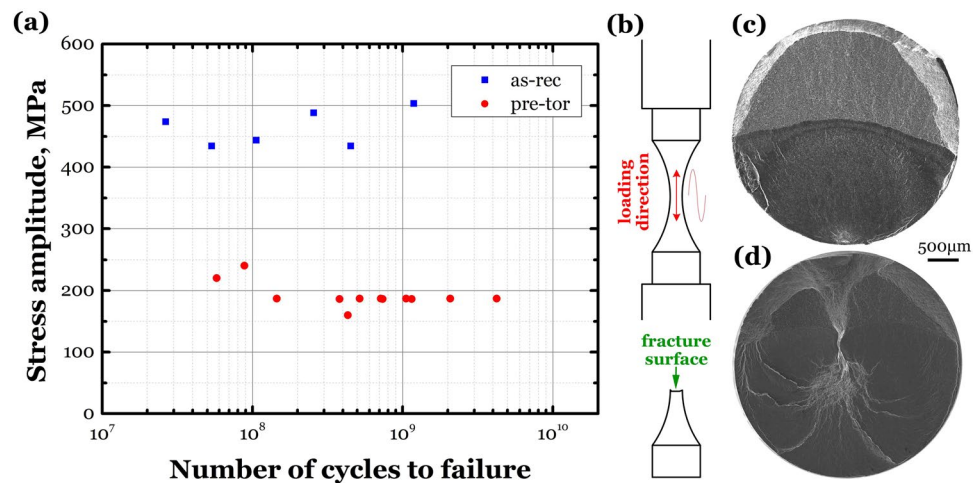 (a)
600
500
400
300
200
100
0
as-rec
pre-tor
Stress amplitude, MPa
10⁷
10⁸
10⁹
10¹⁰
Number of cycles to failure
(b)
loading
direction
fracture
surface
(c)
500µm
(d)